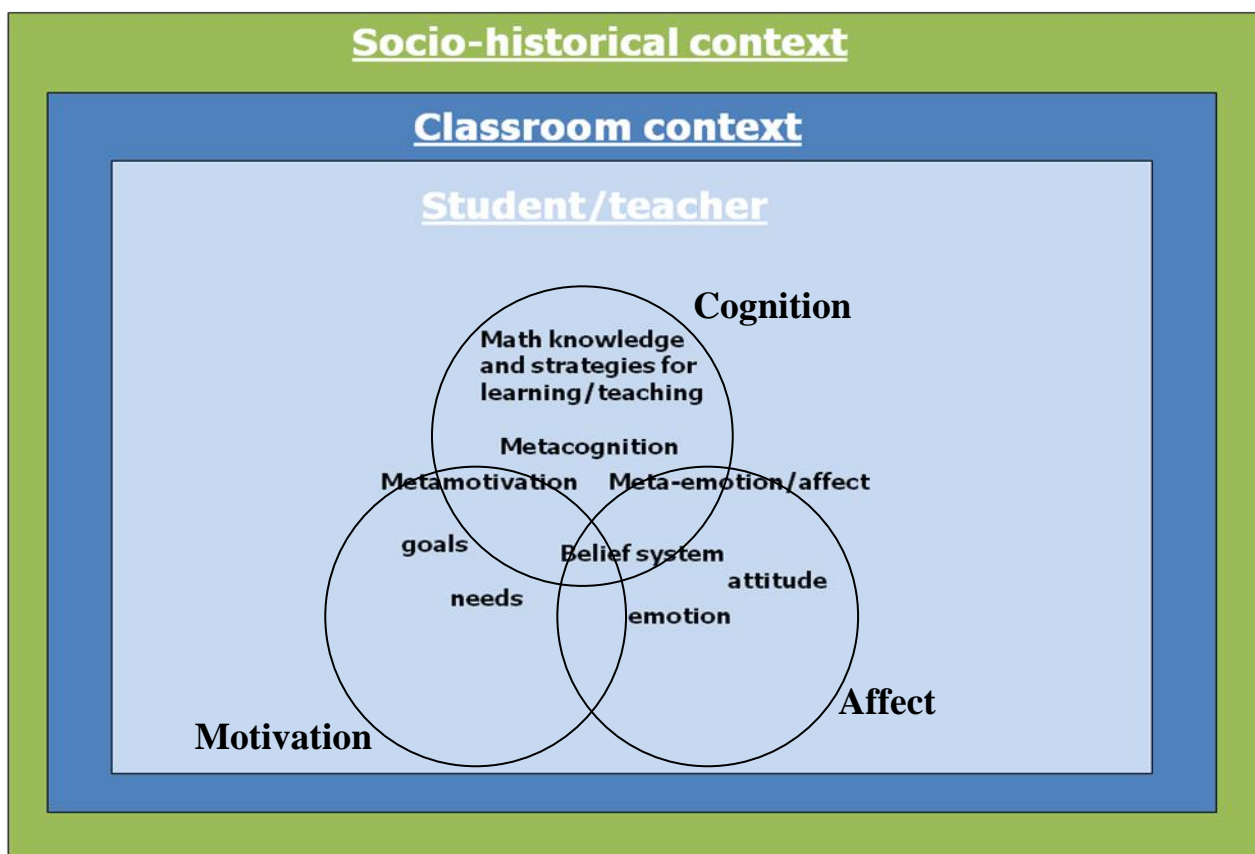 Socio-historical context
Classroom context
Student/teacher
Cognition
Math knowledge
and strategies for
learning/teaching
Metacognition
Metamotivation
Meta-emotion/affect
goals
Belief system
attitude
needs
emotion
Affect
Motivation